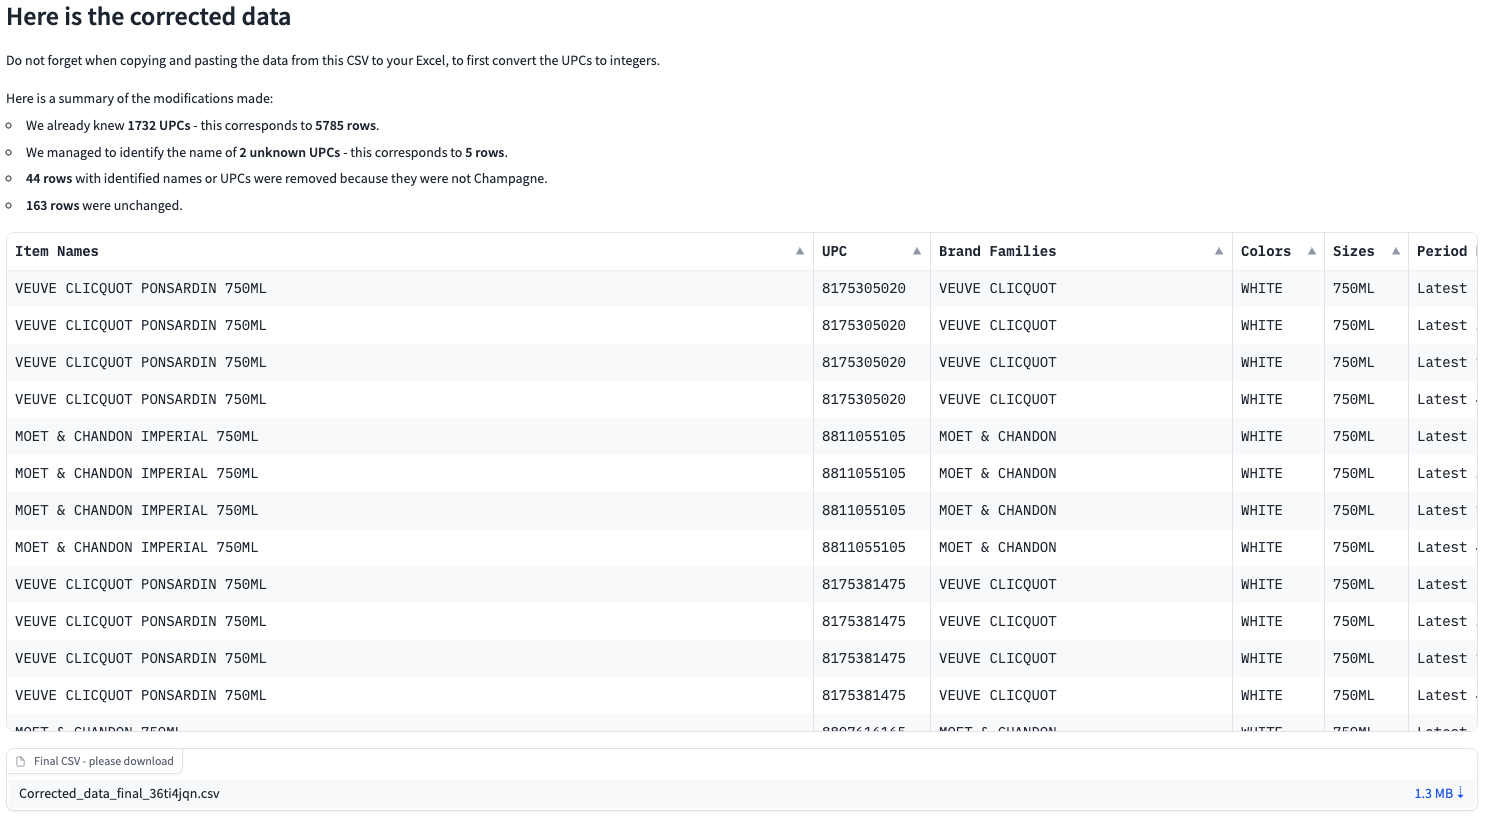 Here is the corrected data
Do not forget when copying and pasting the data from this CSV to your Excel, to first convert the UPCs to integers.
Here is a summary of the modifications made:
We already knew 1732 UPCs - this corresponds to 5785 rows.
We managed to identify the name of 2 unknown UPCs - this corresponds to 5 rows.
44 rows with identified names or UPCs were removed because they were not Champagne.
163 rows were unchanged.
Item Names UPC Brand Families Colors Sizes Period
VEUVE CLICQUOT PONSARDIN 750ML 8175305020 VEUVE CLICQUOT WHITE 750ML Latest
VEUVE CLICQUOT PONSARDIN 750ML 8175305020 VEUVE CLICQUOT WHITE 750ML Latest
VEUVE CLICQUOT PONSARDIN 750ML 8175305020 VEUVE CLICQUOT WHITE 750ML Latest
VEUVE CLICQUOT PONSARDIN 750ML 8175305020 VEUVE CLICQUOT WHITE 750ML Latest
MOET & CHANDON IMPERIAL 750ML 8811055105 MOET & CHANDON WHITE 750ML Latest
MOET & CHANDON IMPERIAL 750ML 8811055105 MOET & CHANDON WHITE 750ML Latest
MOET & CHANDON IMPERIAL 750ML 8811055105 MOET & CHANDON WHITE 750ML Latest
MOET & CHANDON IMPERIAL 750ML 8811055105 MOET & CHANDON WHITE 750ML Latest
VEUVE CLICQUOT PONSARDIN 750ML 8175381475 VEUVE CLICQUOT WHITE 750ML Latest
VEUVE CLICQUOT PONSARDIN 750ML 8175381475 VEUVE CLICQUOT WHITE 750ML Latest
VEUVE CLICQUOT PONSARDIN 750ML 8175381475 VEUVE CLICQUOT WHITE 750ML Latest
VEUVE CLICQUOT PONSARDIN 750ML 8175381475 VEUVE CLICQUOT WHITE 750ML Latest
MOET & CHANDON 750ML MOET & CHANDON WHITE 750ML Latest
Final CSV - please download
Corrected_data_final_36ti4jqn.csv 1.3 MB ⇣